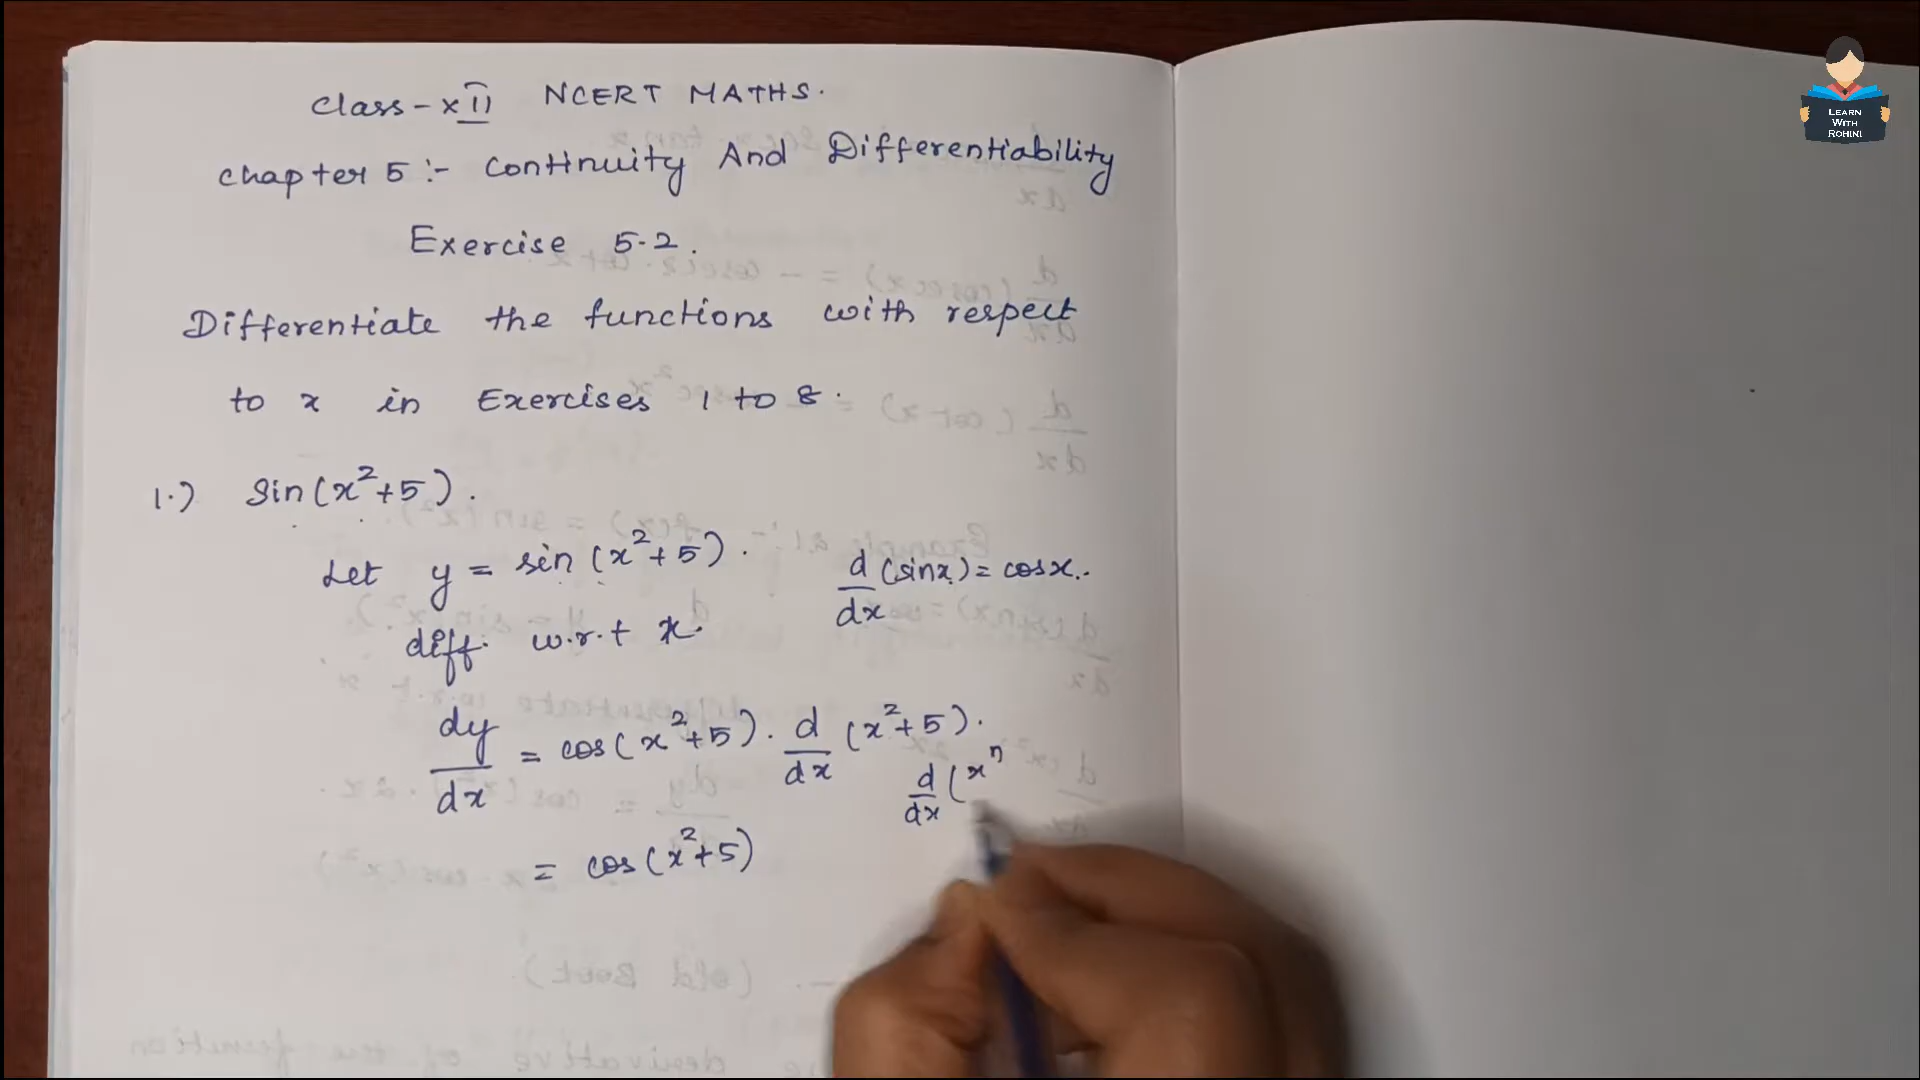 Class - XII NCERT MATHS.
Chapter 5 :- Continuity And Differentiability
Exercise 5.2.
Differentiate the functions with respect
to x in Exercises 1 to 8.
1.) Sin(x²+5).
Let y = sin(x²+5). d/dx (sinx) = cosx.
diff. w.r.t x.
dy/dx = cos(x²+5). d/dx (x²+5).
d/dx (xⁿ
= cos(x²+5)
LEARN
WITH
ROHINI